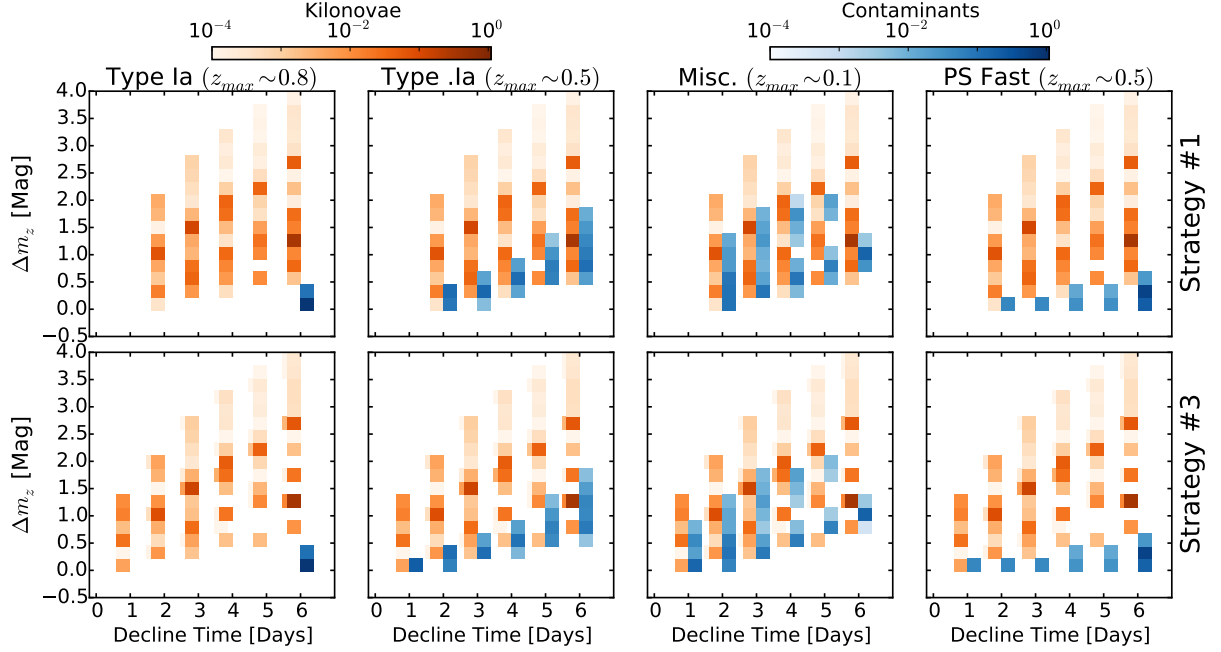 Kilonovae
Contaminants
10⁻⁴ 10⁻² 10⁰
10⁻⁴ 10⁻² 10⁰
Type Ia (z_max∼0.8)
Type .Ia (z_max∼0.5)
Misc. (z_max∼0.1)
PS Fast (z_max∼0.5)
4.0
3.5
3.0
2.5
2.0
1.5
1.0
0.5
0.0
−0.5
Δm_z [Mag]
Strategy #1
4.0
3.5
3.0
2.5
2.0
1.5
1.0
0.5
0.0
−0.5
Δm_z [Mag]
Strategy #3
0 1 2 3 4 5 6
0 1 2 3 4 5 6
0 1 2 3 4 5 6
0 1 2 3 4 5 6
Decline Time [Days]
Decline Time [Days]
Decline Time [Days]
Decline Time [Days]